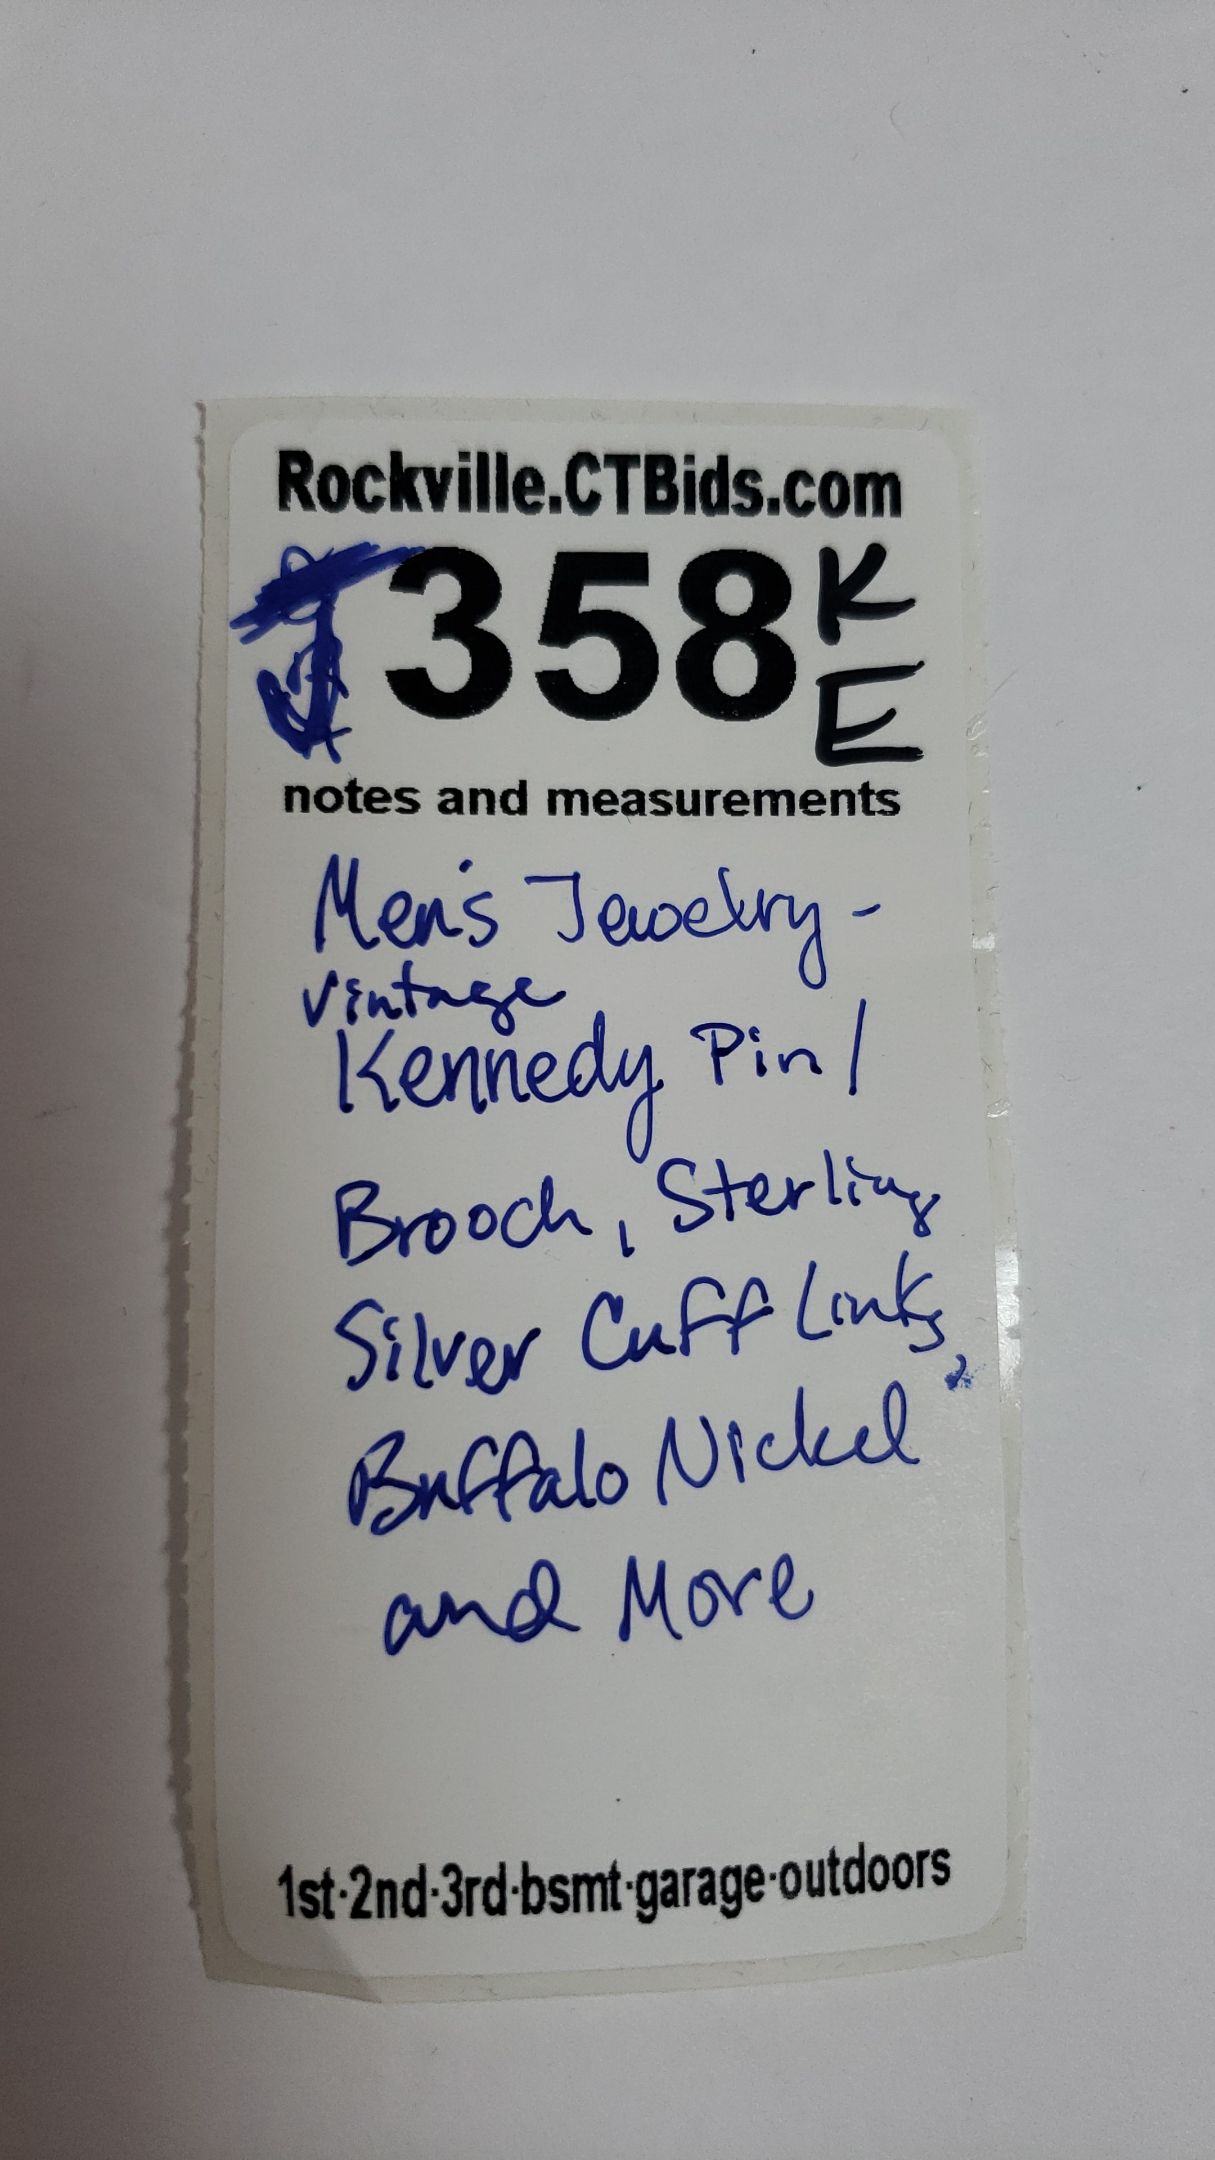 Rockville.CTBids.com
358 K
E
notes and measurements
Men's Jewelry -
vintage
Kennedy Pin /
Brooch, Sterling
Silver Cuff Links,
Buffalo Nickel
and More
1st·2nd·3rd·bsmt·garage·outdoors